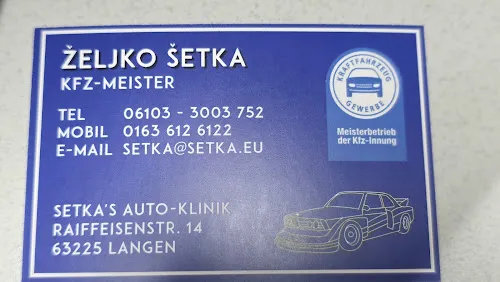 ŽELJKO ŠETKA
KFZ-MEISTER
TEL 06103 - 3003 752
MOBIL 0163 612 6122
E-MAIL SETKA@SETKA.EU
KRAFTFAHRZEUG
GEWERBE
Meisterbetrieb
der Kfz-Innung
SETKA'S AUTO-KLINIK
RAIFFEISENSTR. 14
63225 LANGEN